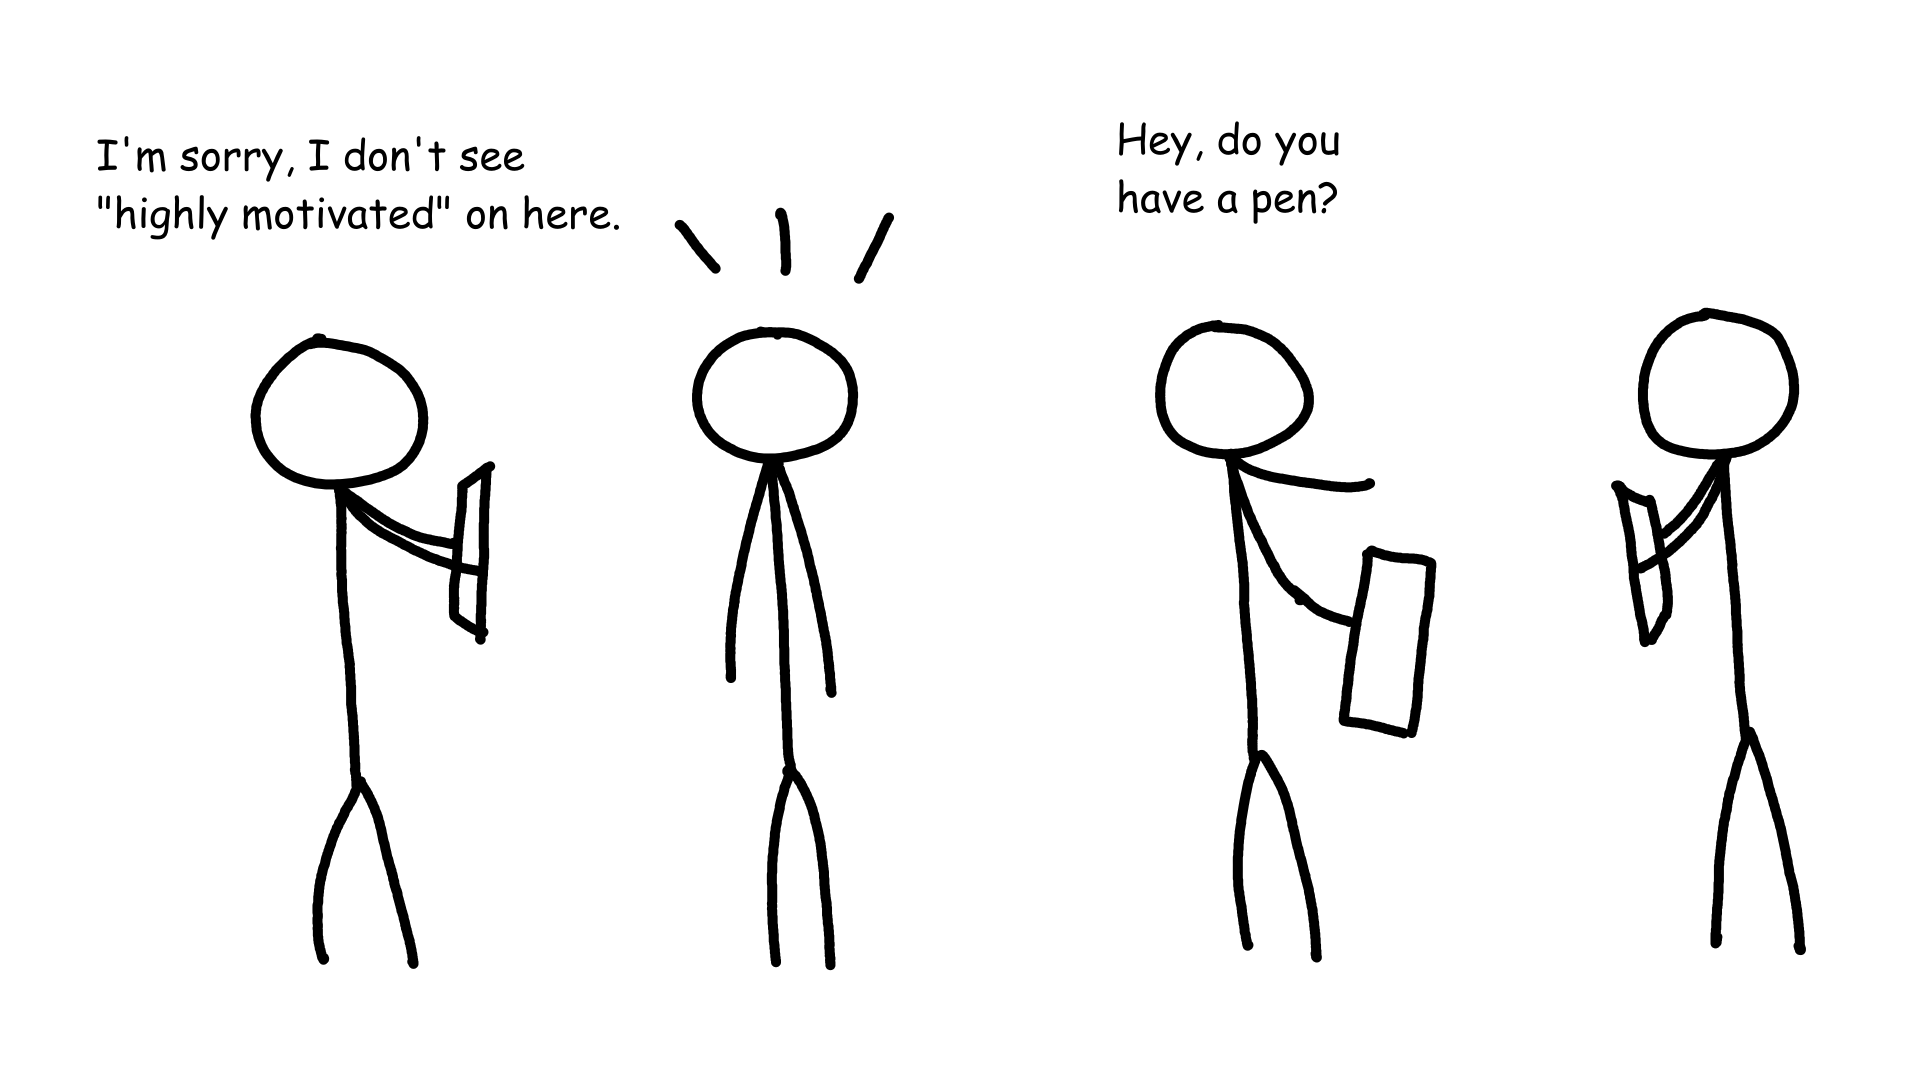 I'm sorry, I don't see
"highly motivated" on here.
Hey, do you
have a pen?